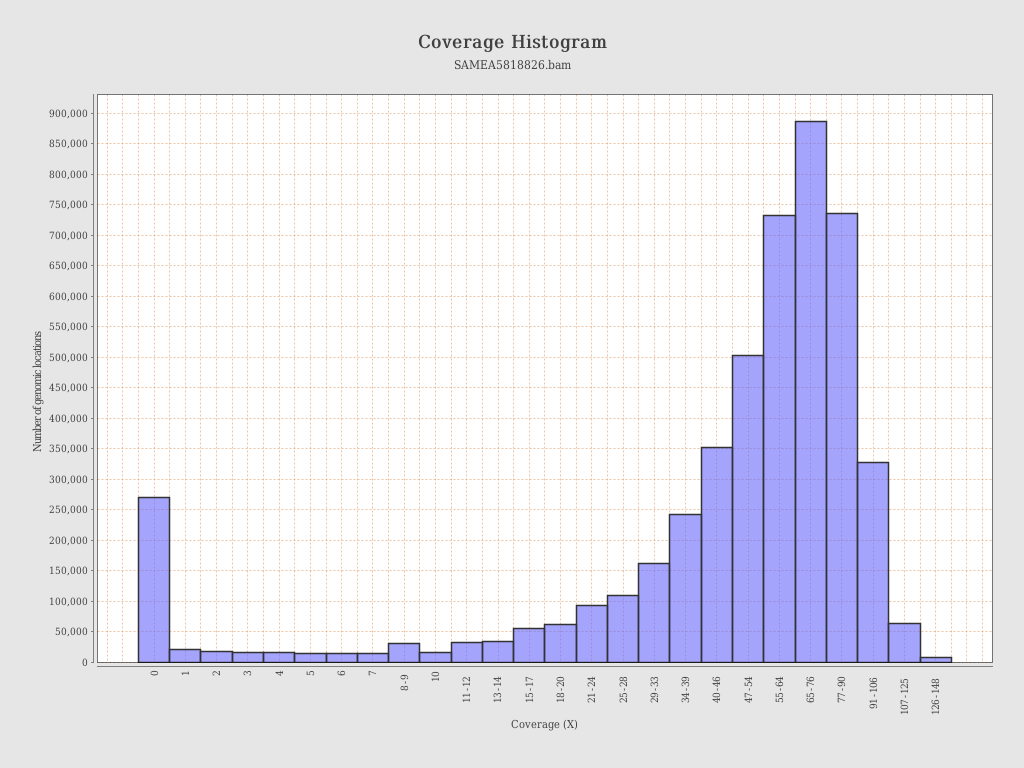 Coverage Histogram
SAMEA5818826.bam
900,000
850,000
800,000
750,000
700,000
650,000
600,000
550,000
500,000
450,000
400,000
350,000
300,000
250,000
200,000
150,000
100,000
50,000
0
Number of genomic locations
0
1
2
3
4
5
6
7
8 - 9
10
11 - 12
13 - 14
15 - 17
18 - 20
21 - 24
25 - 28
29 - 33
34 - 39
40 - 46
47 - 54
55 - 64
65 - 76
77 - 90
91 - 106
107 - 125
126 - 148
Coverage (X)